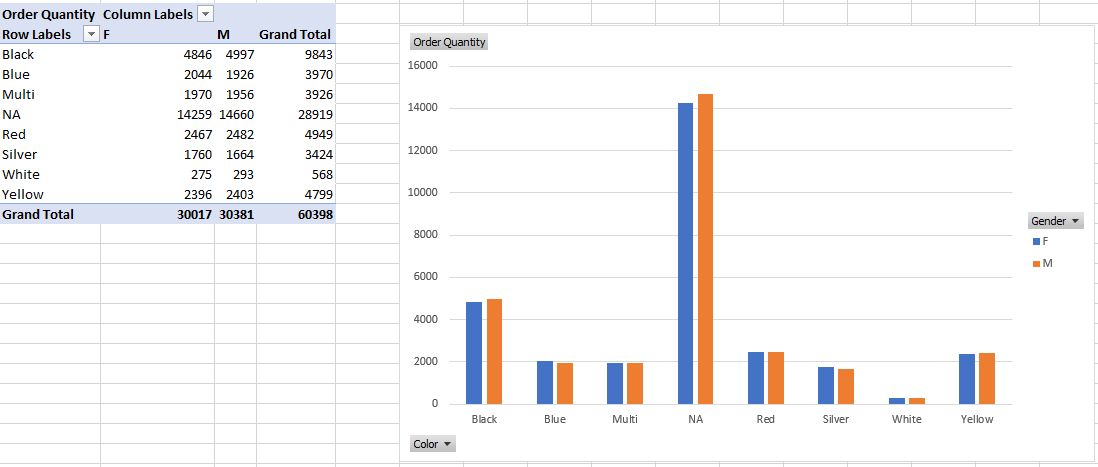 Order Quantity Column Labels
Row Labels F M Grand Total
Black 4846 4997 9843
Blue 2044 1926 3970
Multi 1970 1956 3926
NA 14259 14660 28919
Red 2467 2482 4949
Silver 1760 1664 3424
White 275 293 568
Yellow 2396 2403 4799
Grand Total 30017 30381 60398
Order Quantity
16000
14000
12000
10000
8000
6000
4000
2000
0
Black Blue Multi NA Red Silver White Yellow
Color
Gender
F
M